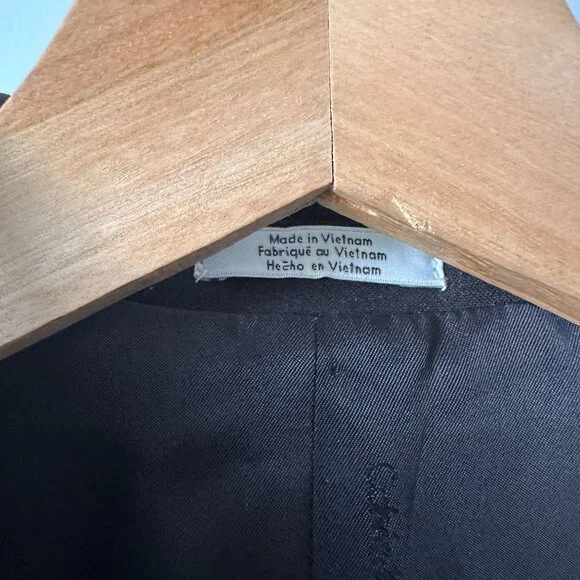 Made in Vietnam
Fabriqué au Vietnam
Hecho en Vietnam